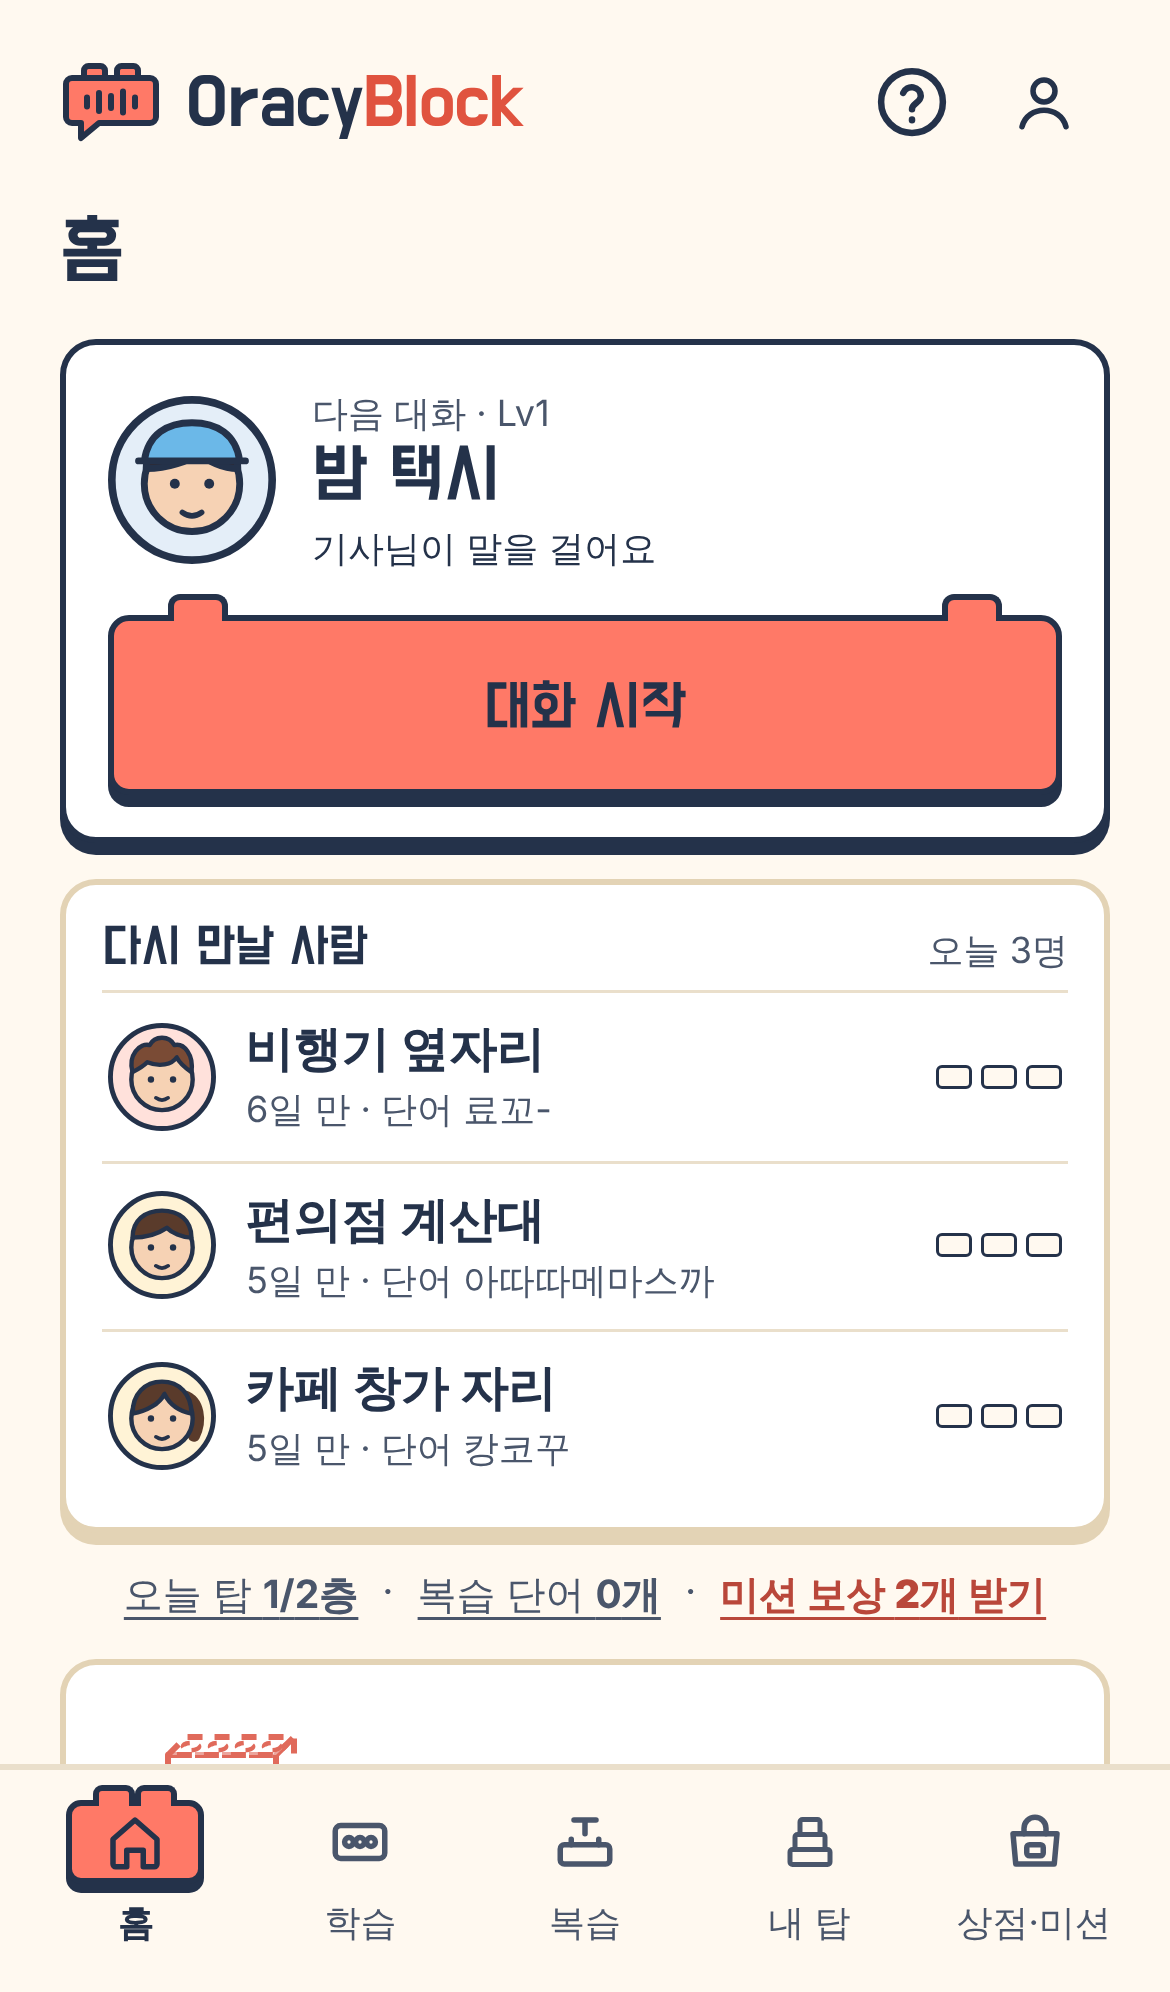 OracyBlock
홈
다음 대화 · Lv1
밤 택시
기사님이 말을 걸어요
대화 시작
다시 만날 사람
오늘 3명
비행기 옆자리
6일 만 · 단어 료꼬-
편의점 계산대
5일 만 · 단어 아따따메마스까
카페 창가 자리
5일 만 · 단어 캉코꾸
오늘 탑 1/2층 · 복습 단어 0개 · 미션 보상 2개 받기
홈
학습
복습
내 탑
상점·미션